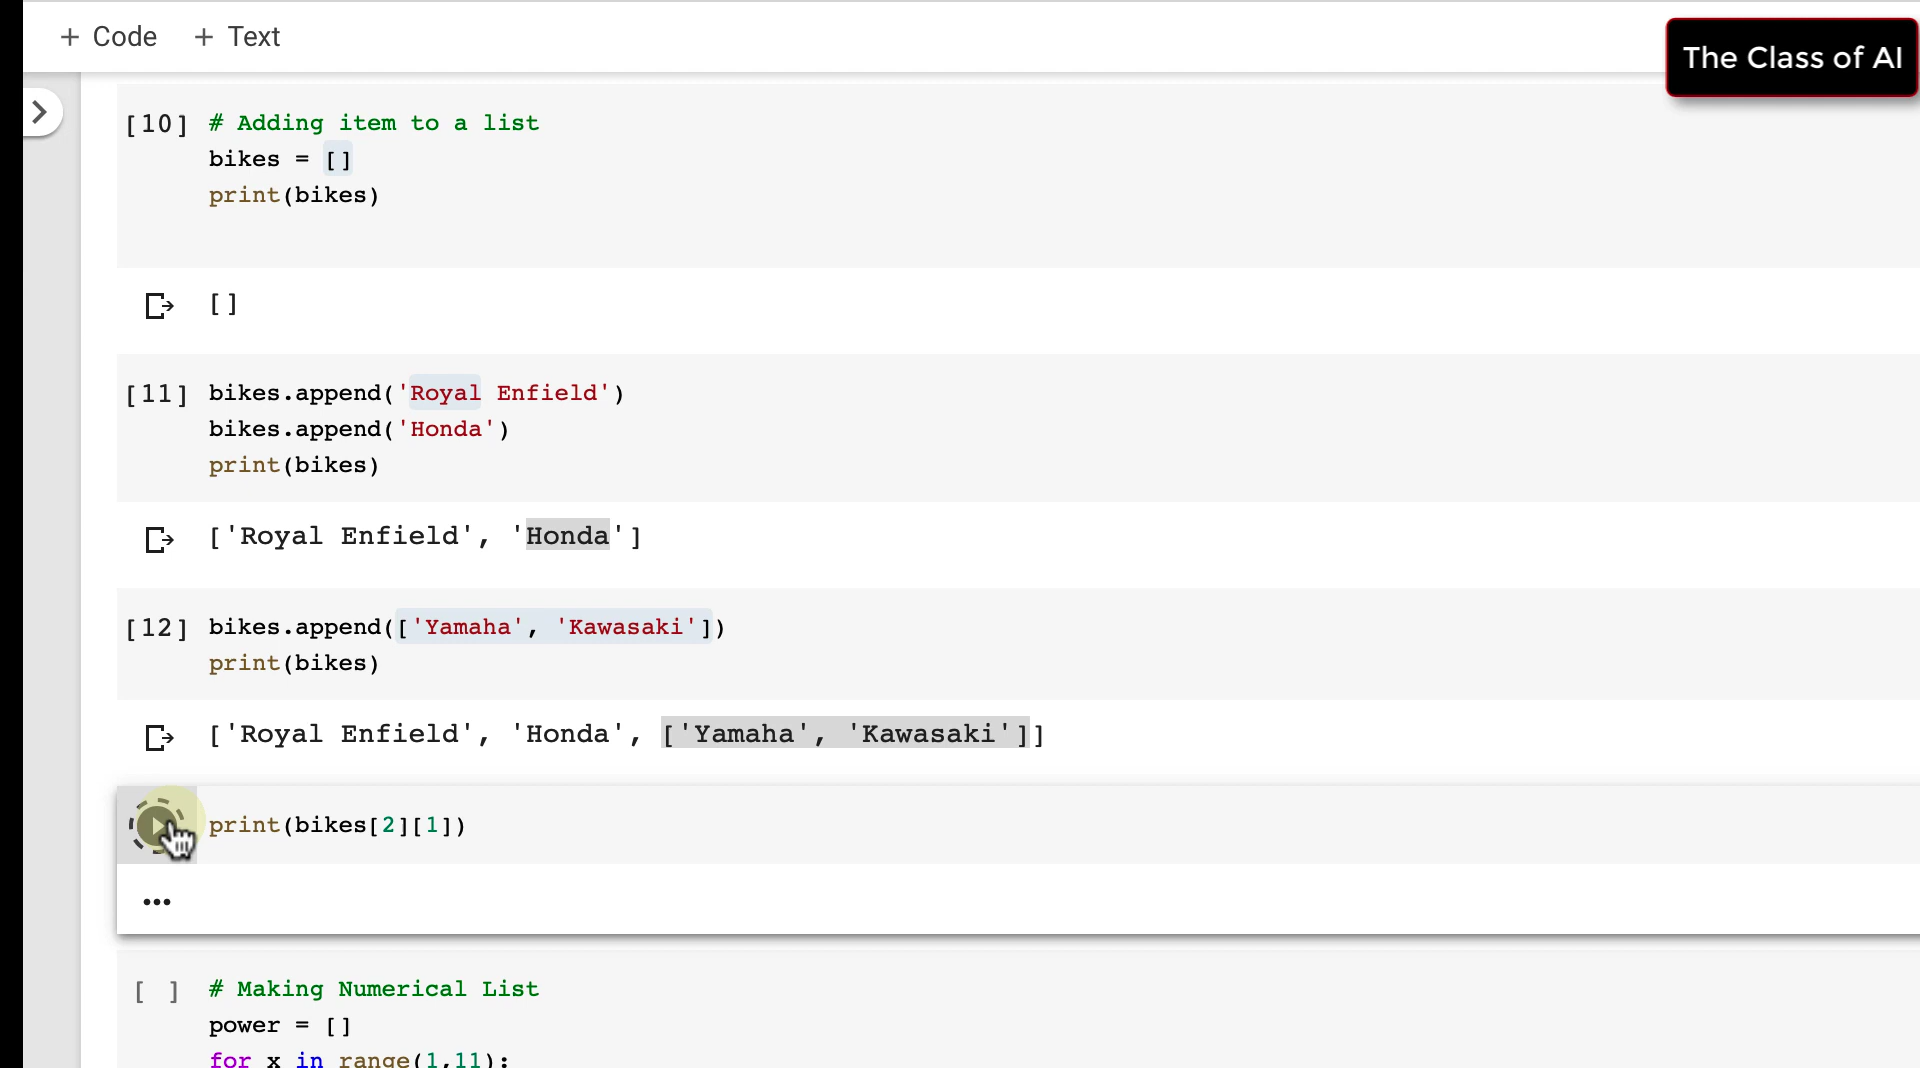 + Code + Text
The Class of AI
[10] # Adding item to a list
bikes = []
print(bikes)
[]
[11] bikes.append('Royal Enfield')
bikes.append('Honda')
print(bikes)
['Royal Enfield', 'Honda']
[12] bikes.append(['Yamaha', 'Kawasaki'])
print(bikes)
['Royal Enfield', 'Honda', ['Yamaha', 'Kawasaki']]
print(bikes[2][1])
[ ] # Making Numerical List
power = []
for x in range(1,11):